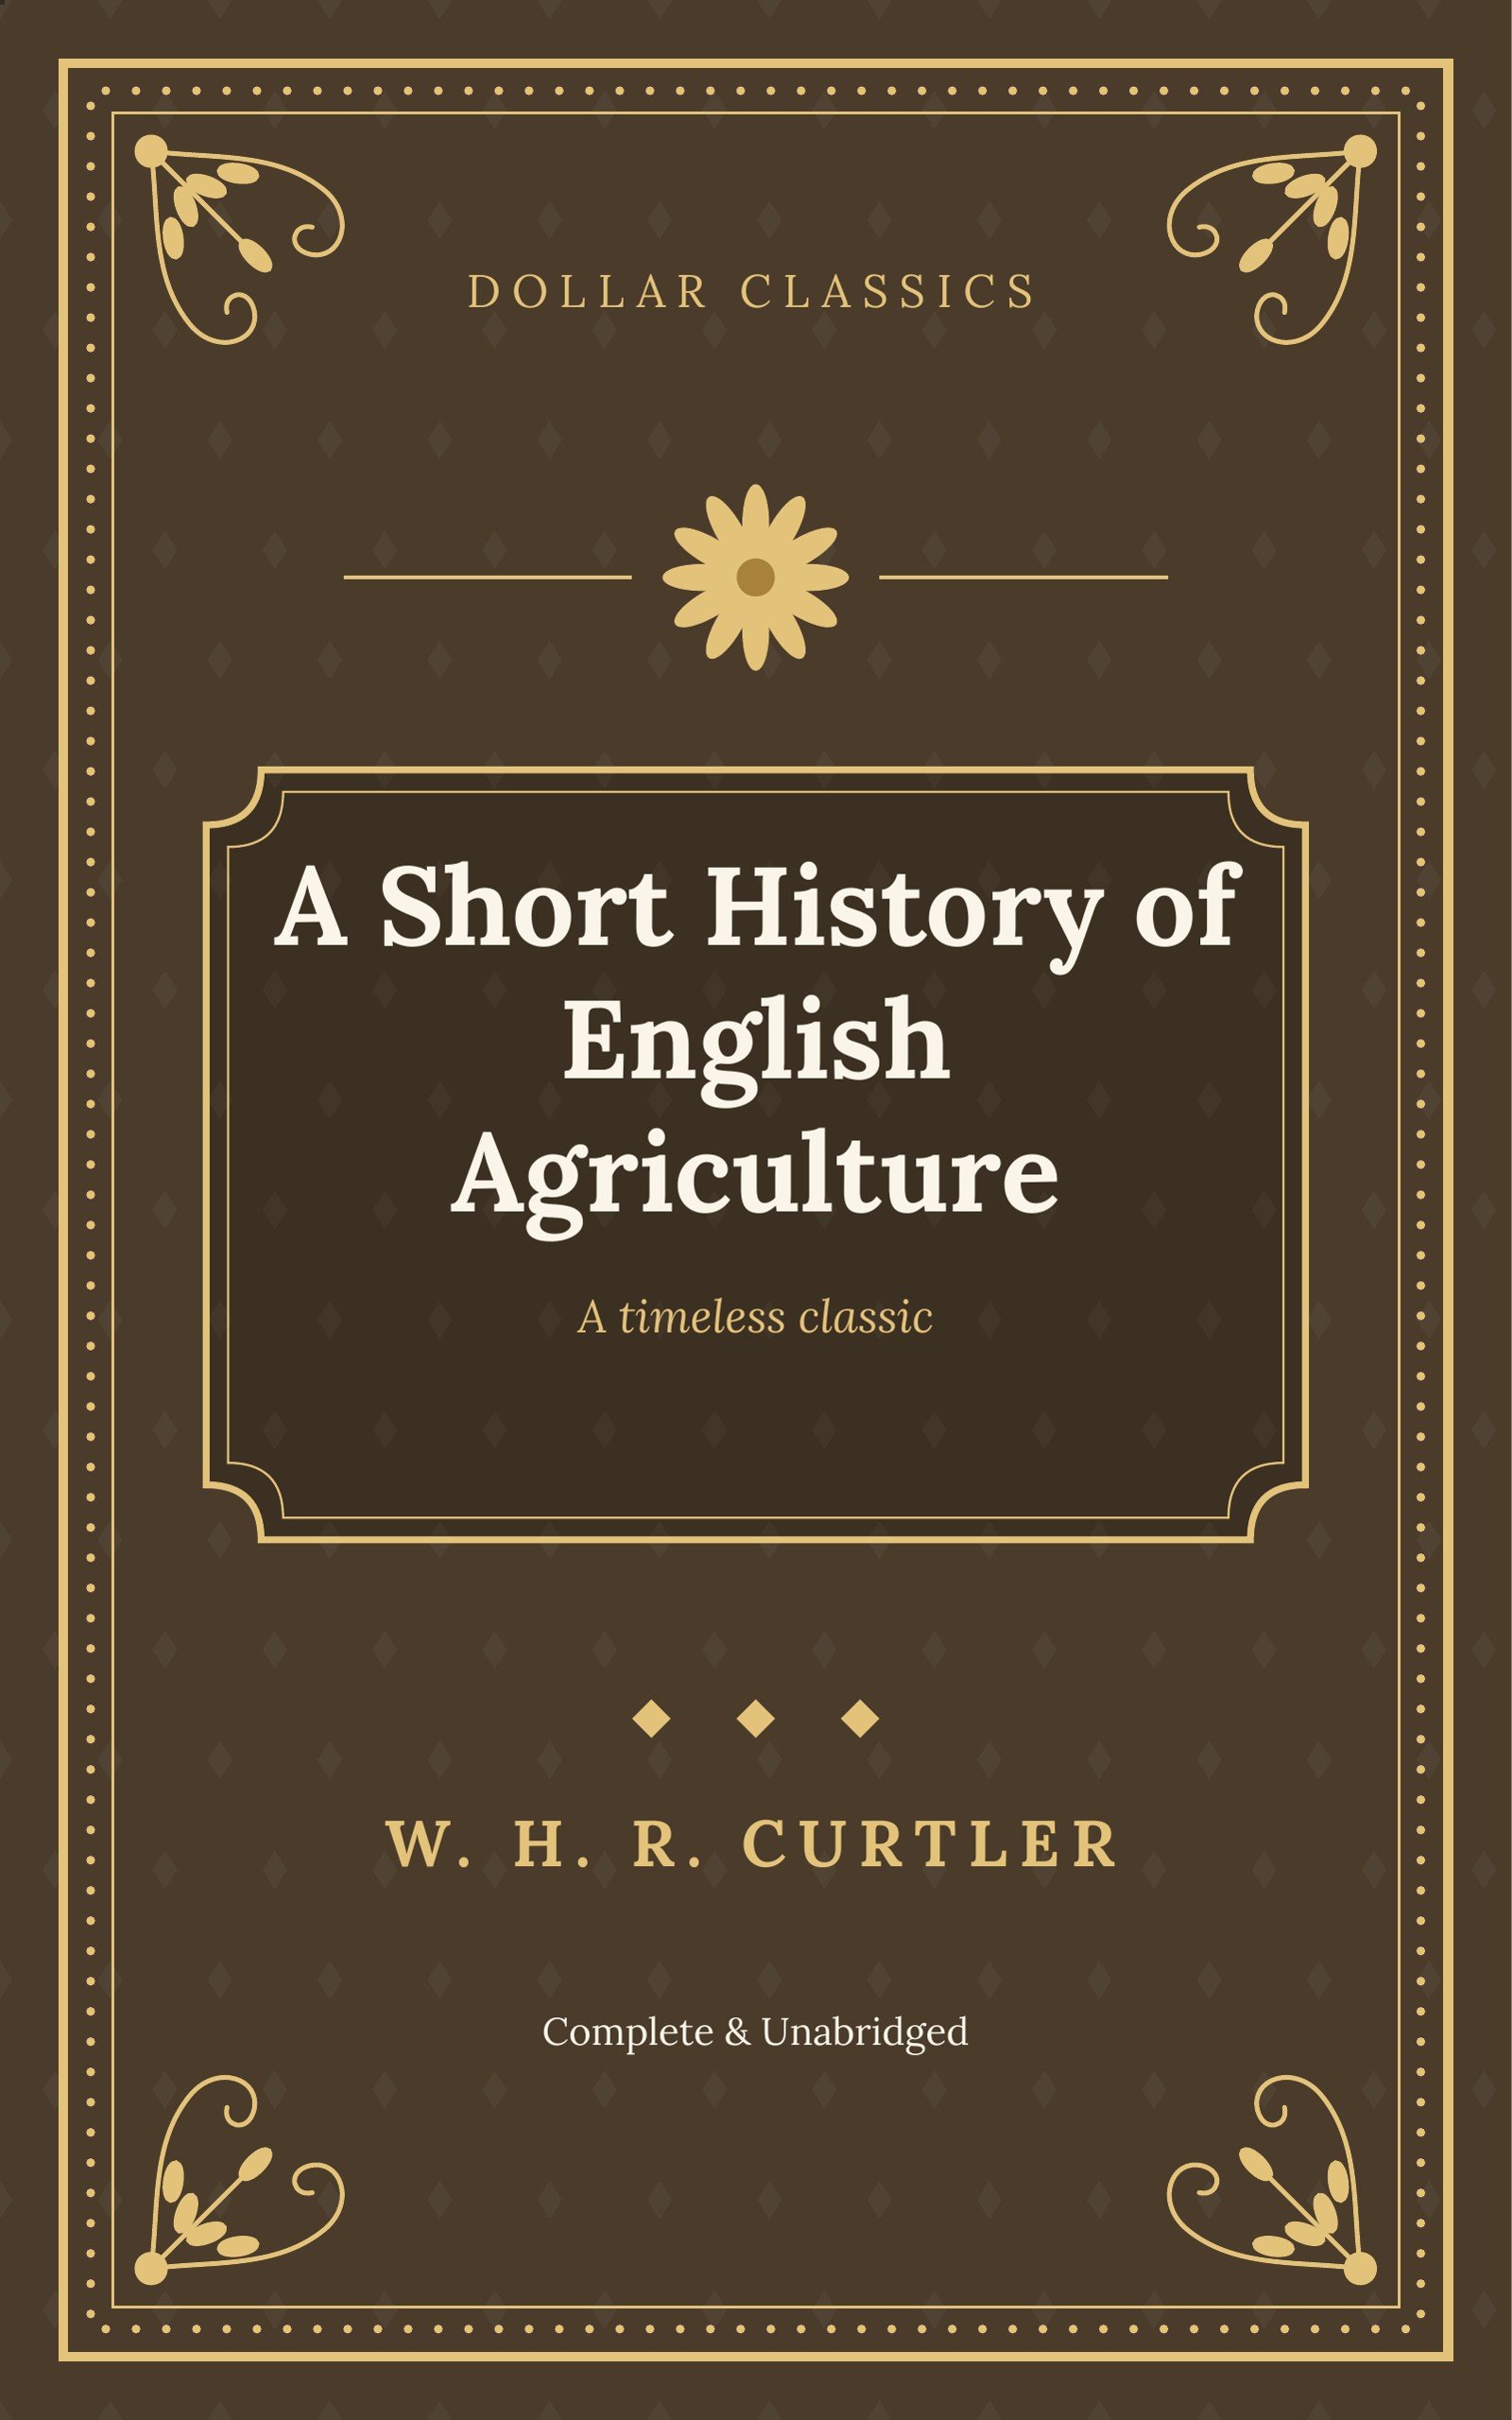 DOLLAR CLASSICS
A Short History of
English
Agriculture
A timeless classic
W. H. R. CURTLER
Complete & Unabridged